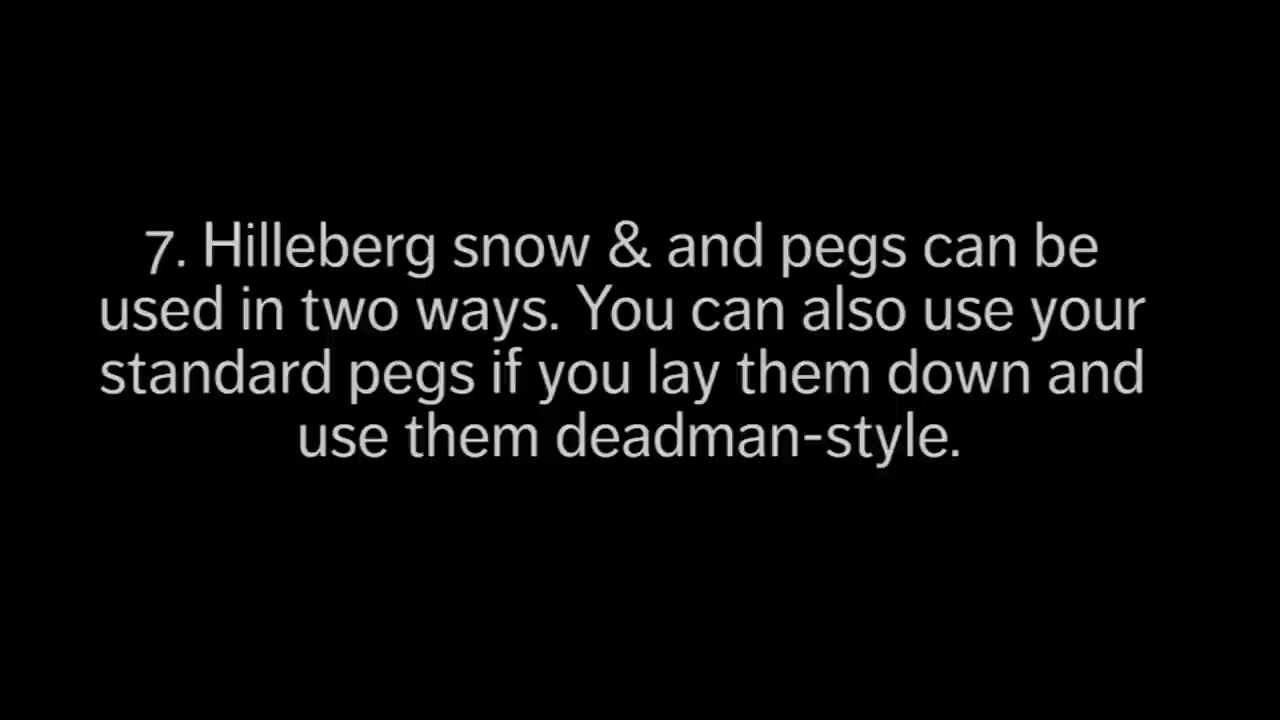 7. Hilleberg snow & and pegs can be
used in two ways. You can also use your
standard pegs if you lay them down and
use them deadman-style.